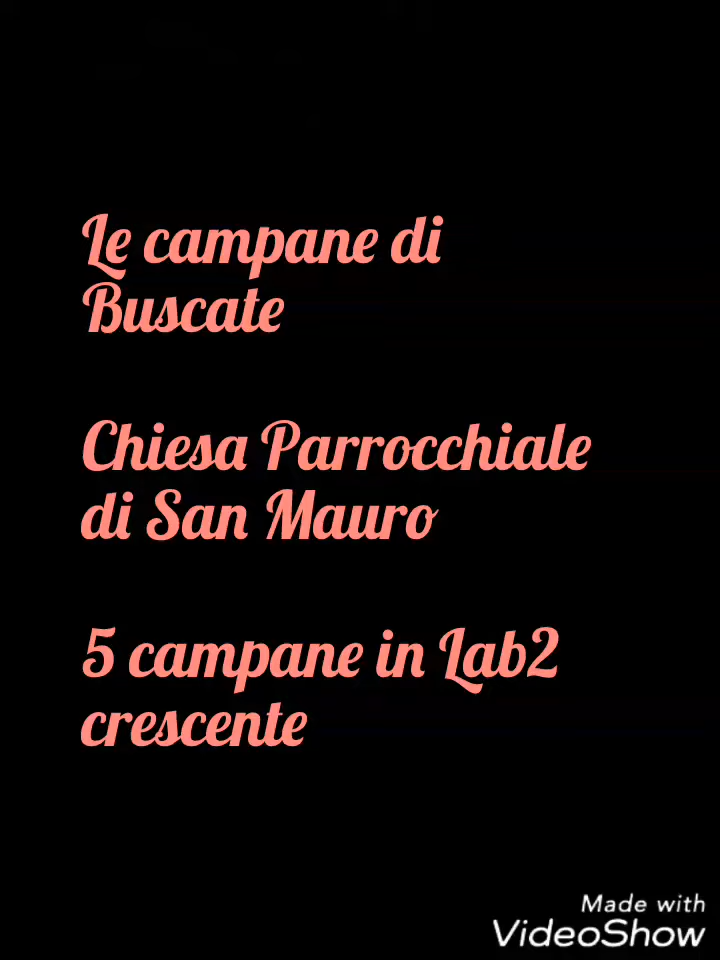 Le campane di
Buscate
Chiesa Parrocchiale
di San Mauro
5 campane in Lab2
crescente
Made with
VideoShow